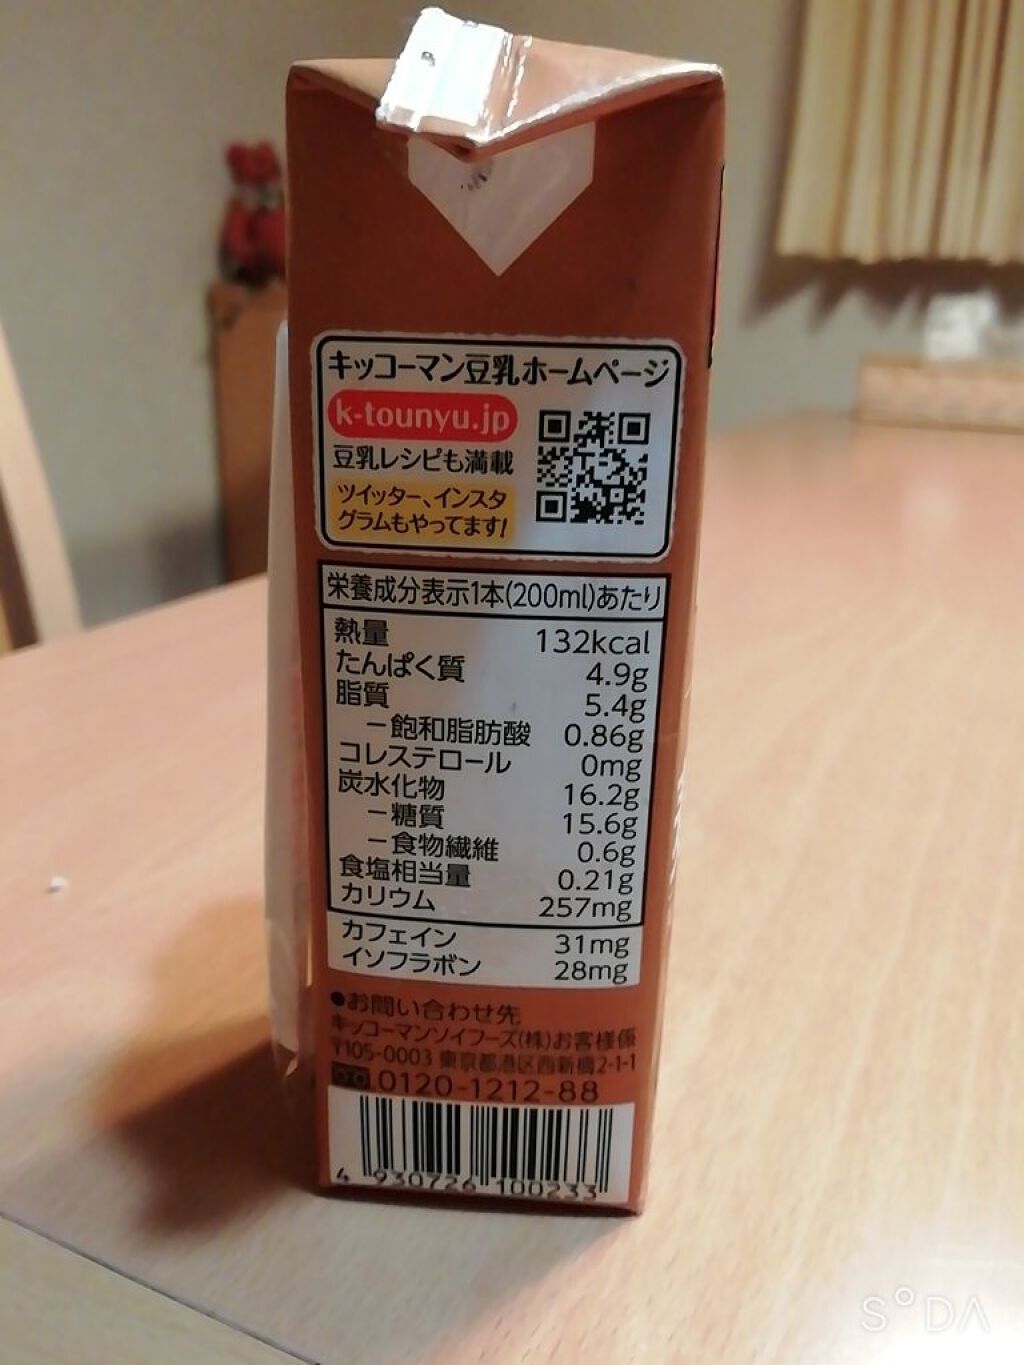 キッコーマン豆乳ホームページ
k-tounyu.jp
豆乳レシピも満載
ツイッター、インスタ
グラムもやってます!
栄養成分表示1本(200ml)あたり
熱量 132kcal
たんぱく質 4.9g
脂質 5.4g
－飽和脂肪酸 0.86g
コレステロール 0mg
炭水化物 16.2g
－糖質 15.6g
－食物繊維 0.6g
食塩相当量 0.21g
カリウム 257mg
カフェイン 31mg
イソフラボン 28mg
●お問い合わせ先
キッコーマンソイフーズ(株)お客様係
〒105-0003 東京都港区西新橋2-1-1
0120-1212-88
4 930726 100233
SODA